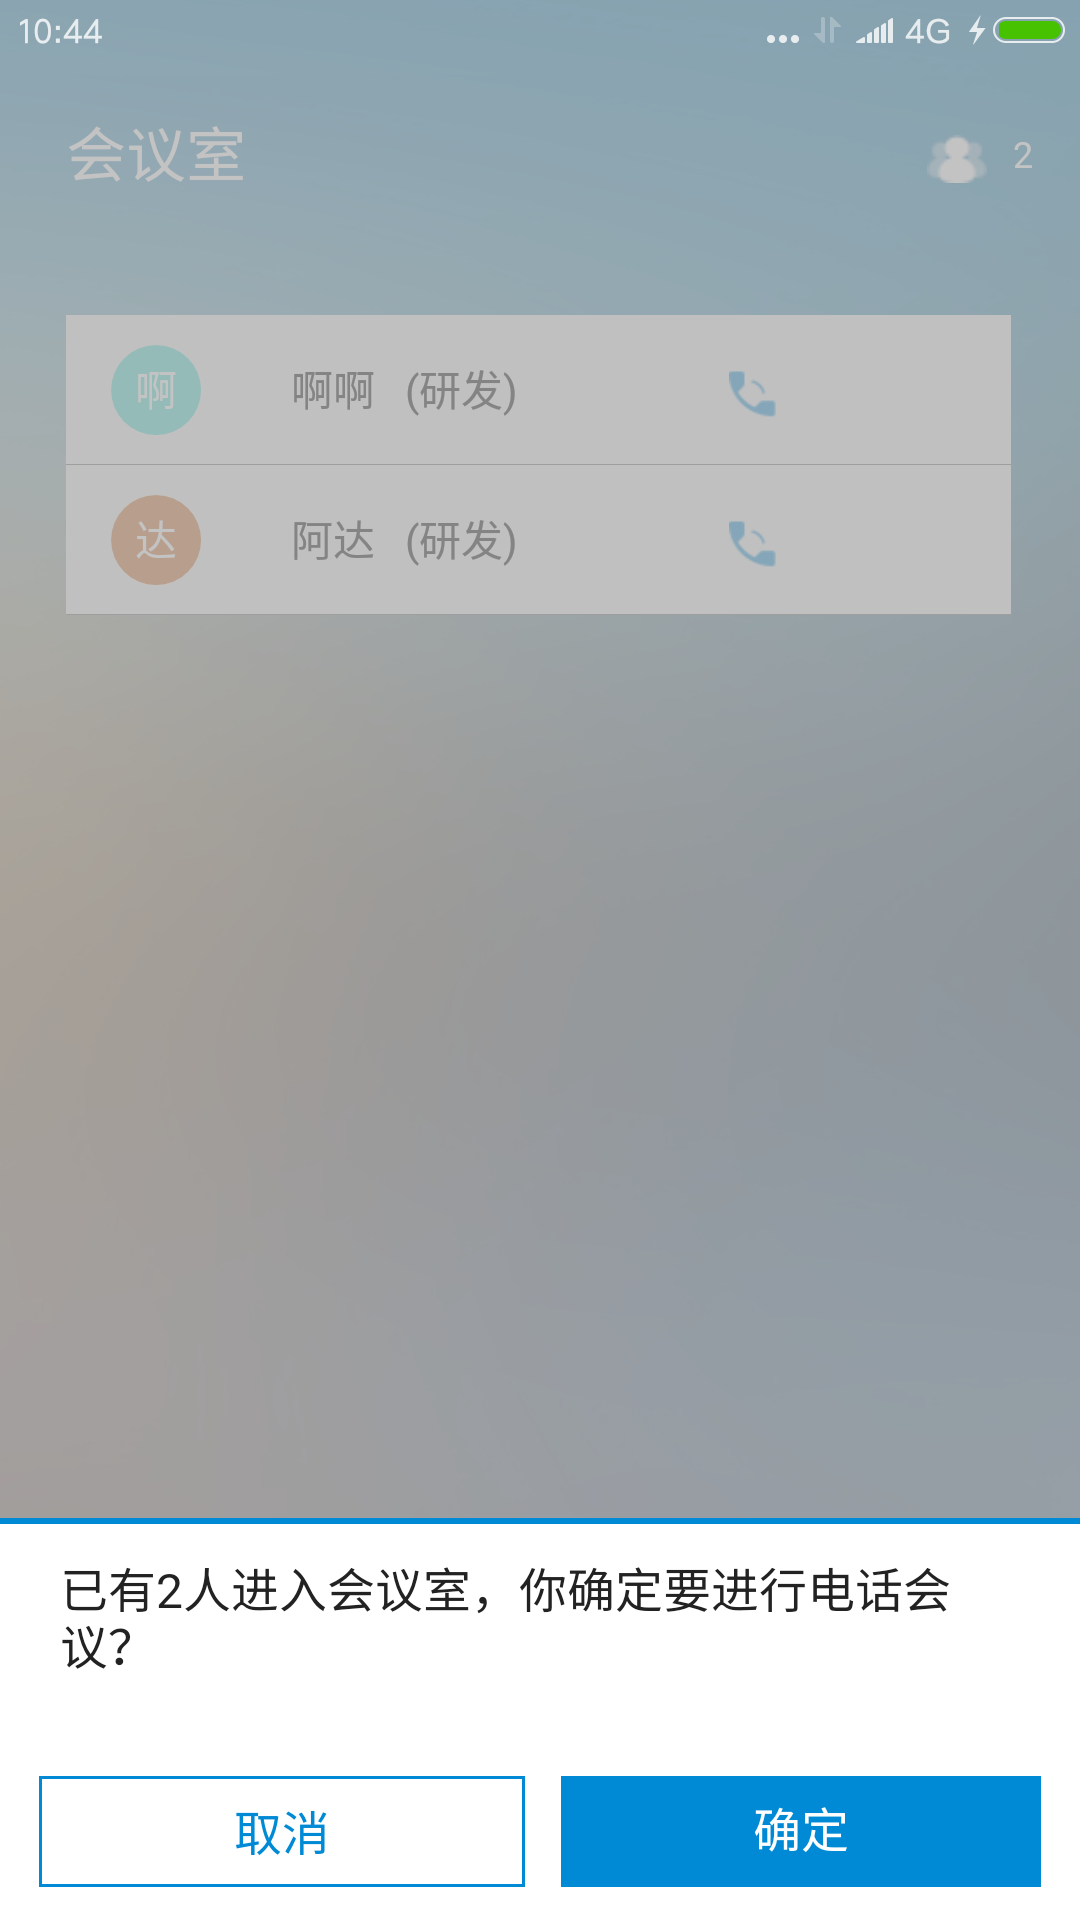 10:44
4G
会议室
2
啊
啊啊 (研发)
达
阿达 (研发)
已有2人进入会议室，你确定要进行电话会
议？
取消
确定